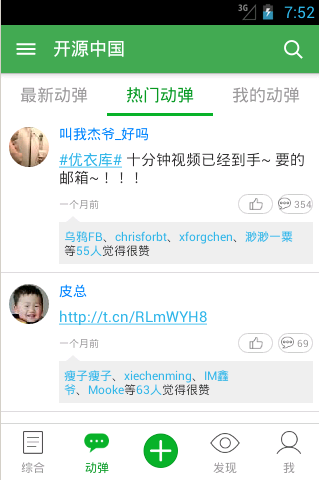 3G 7:52
开源中国
最新动弹 热门动弹 我的动弹
叫我杰爷_好吗
#优衣库# 十分钟视频已经到手~ 要的
邮箱~！！！
一个月前 354
乌鸦FB、chrisforbt、xforgchen、渺渺一粟
等55人觉得很赞
皮总
http://t.cn/RLmWYH8
一个月前 69
瘦子瘦子、xiechenming、IM鑫
爷、Mooke等63人觉得很赞
综合 动弹 发现 我